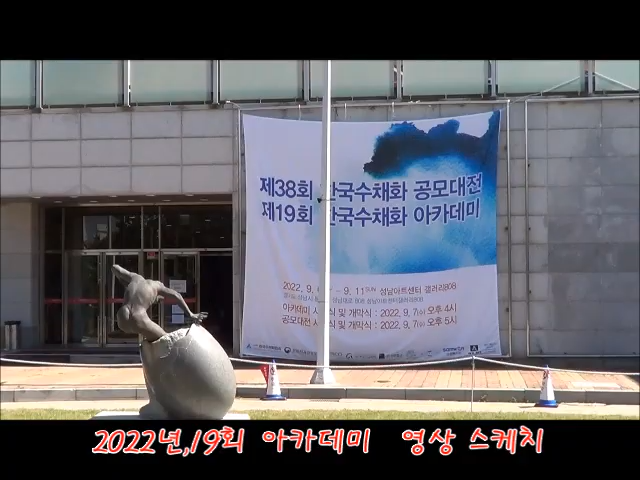 제38회 한국수채화 공모대전
제19회 한국수채화 아카데미
2022. 9. - 9. 11 성남아트센터 갤러리808
아카데미 식 및 개막식 : 2022. 9. 7(수) 오후 4시
공모대전 식 및 개막식 : 2022. 9. 7(수) 오후 5시
2022년,19회 아카데미 영상 스케치